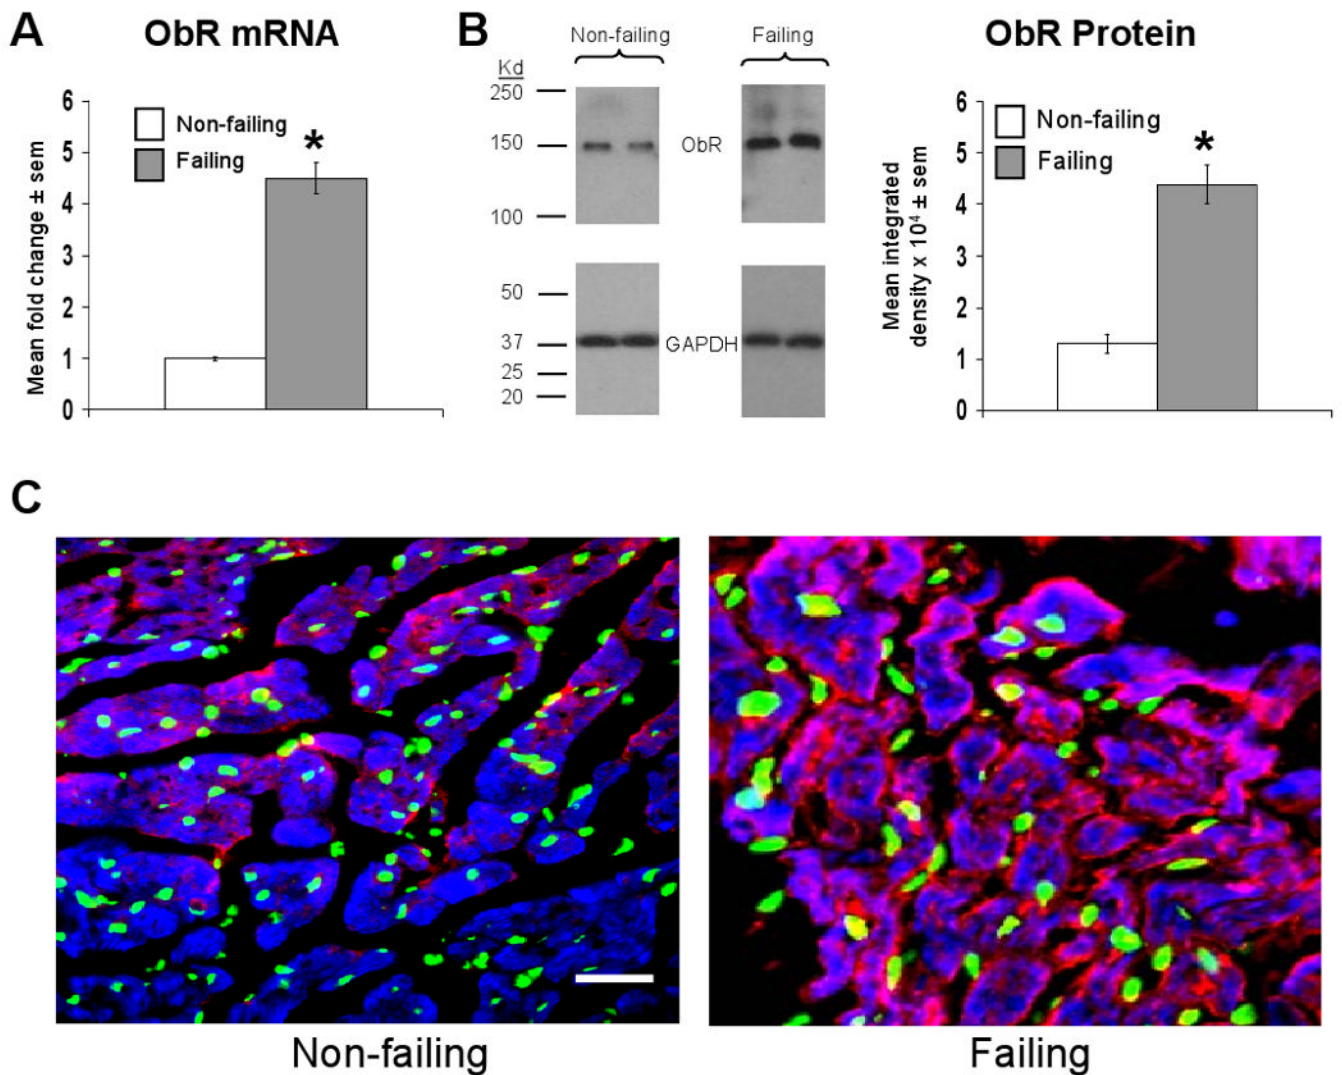 A
ObR mRNA
Mean fold change ± sem
6
5
4
3
2
1
0
Non-failing
Failing
*
B
Non-failing
Failing
Kd
250
150
100
50
37
25
20
ObR
GAPDH
ObR Protein
Mean integrated
density x 10⁴ ± sem
6
5
4
3
2
1
0
Non-failing
Failing
*
C
Non-failing
Failing